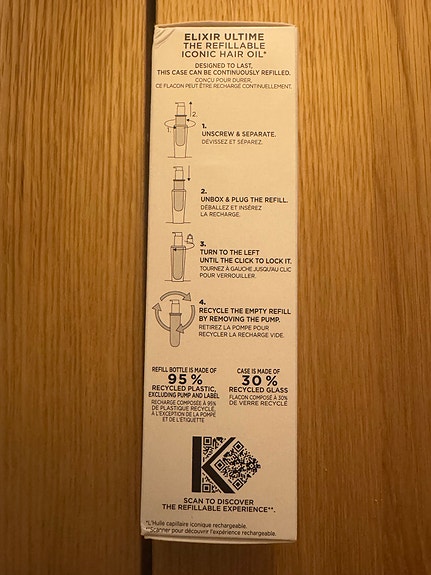 ELIXIR ULTIME
THE REFILLABLE
ICONIC HAIR OIL*
DESIGNED TO LAST,
THIS CASE CAN BE CONTINUOUSLY REFILLED.
CONÇU POUR DURER,
CE FLACON PEUT ÊTRE RECHARGÉ CONTINUELLEMENT.
2.
1.
UNSCREW & SEPARATE.
DÉVISSEZ ET SÉPAREZ.
2.
UNBOX & PLUG THE REFILL.
DÉBALLEZ ET INSÉREZ
LA RECHARGE.
3.
TURN TO THE LEFT
UNTIL THE CLICK TO LOCK IT.
TOURNEZ À GAUCHE JUSQU'AU CLIC
POUR VERROUILLER.
4.
RECYCLE THE EMPTY REFILL
BY REMOVING THE PUMP.
RETIREZ LA POMPE POUR
RECYCLER LA RECHARGE VIDE.
REFILL BOTTLE IS MADE OF
95 %
RECYCLED PLASTIC,
EXCLUDING PUMP AND LABEL
RECHARGE COMPOSÉE À 95%
DE PLASTIQUE RECYCLÉ,
À L'EXCEPTION DE LA POMPE
ET DE L'ÉTIQUETTE
CASE IS MADE OF
30 %
RECYCLED GLASS
FLACON COMPOSÉ À 30%
DE VERRE RECYCLÉ
K
SCAN TO DISCOVER
THE REFILLABLE EXPERIENCE**.
*L'Huile capillaire iconique rechargeable.
**Scanner pour découvrir l'expérience rechargeable.